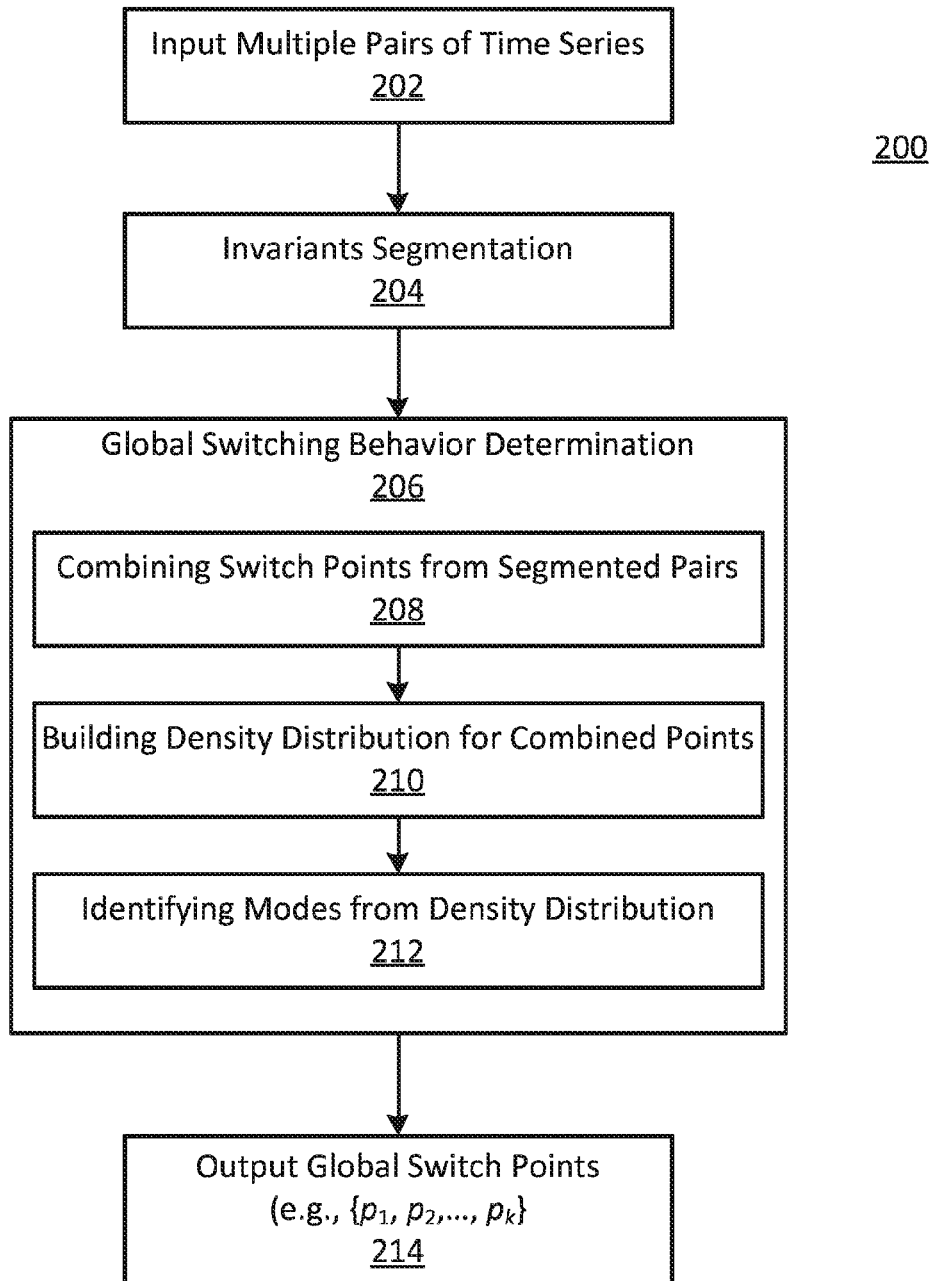 Input Multiple Pairs of Time Series
202
200
Invariants Segmentation
204
Global Switching Behavior Determination
206
Combining Switch Points from Segmented Pairs
208
Building Density Distribution for Combined Points
210
Identifying Modes from Density Distribution
212
Output Global Switch Points
(e.g., {p₁, p₂,..., pₖ}
214